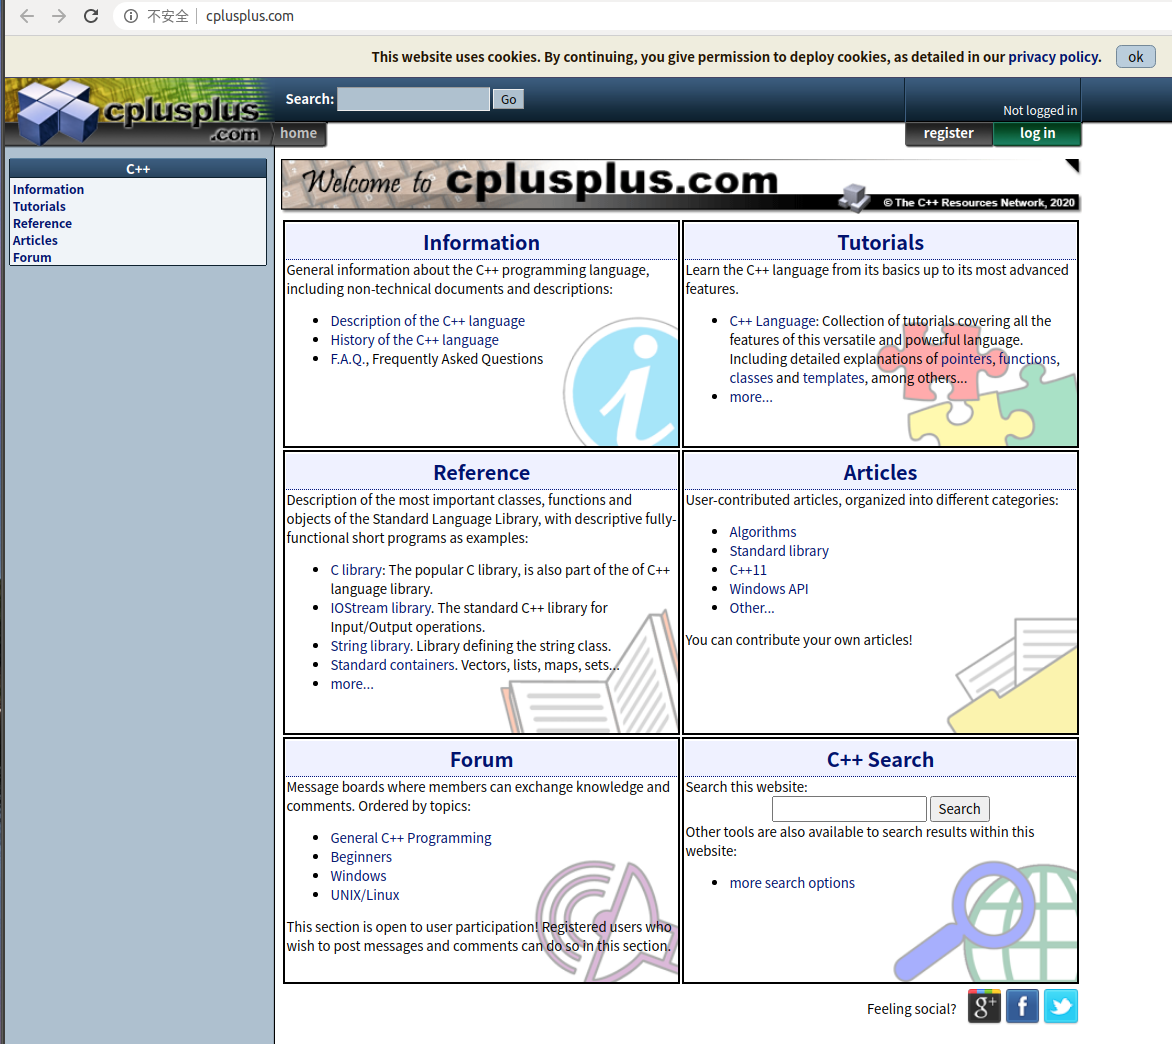 不安全 cplusplus.com
This website uses cookies. By continuing, you give permission to deploy cookies, as detailed in our privacy policy. ok
cplusplus
.com
Search: Go
Not logged in
home
register log in
C++
Information
Tutorials
Reference
Articles
Forum
Welcome to cplusplus.com
© The C++ Resources Network, 2020
Information
General information about the C++ programming language,
including non-technical documents and descriptions:
Description of the C++ language
History of the C++ language
F.A.Q., Frequently Asked Questions
Tutorials
Learn the C++ language from its basics up to its most advanced
features.
C++ Language: Collection of tutorials covering all the
features of this versatile and powerful language.
Including detailed explanations of pointers, functions,
classes and templates, among others...
more...
Reference
Description of the most important classes, functions and
objects of the Standard Language Library, with descriptive fully-
functional short programs as examples:
C library: The popular C library, is also part of the of C++
language library.
IOStream library. The standard C++ library for
Input/Output operations.
String library. Library defining the string class.
Standard containers. Vectors, lists, maps, sets...
more...
Articles
User-contributed articles, organized into different categories:
Algorithms
Standard library
C++11
Windows API
Other...
You can contribute your own articles!
Forum
Message boards where members can exchange knowledge and
comments. Ordered by topics:
General C++ Programming
Beginners
Windows
UNIX/Linux
This section is open to user participation! Registered users who
wish to post messages and comments can do so in this section.
C++ Search
Search this website:
Search
Other tools are also available to search results within this
website:
more search options
Feeling social? g+ f